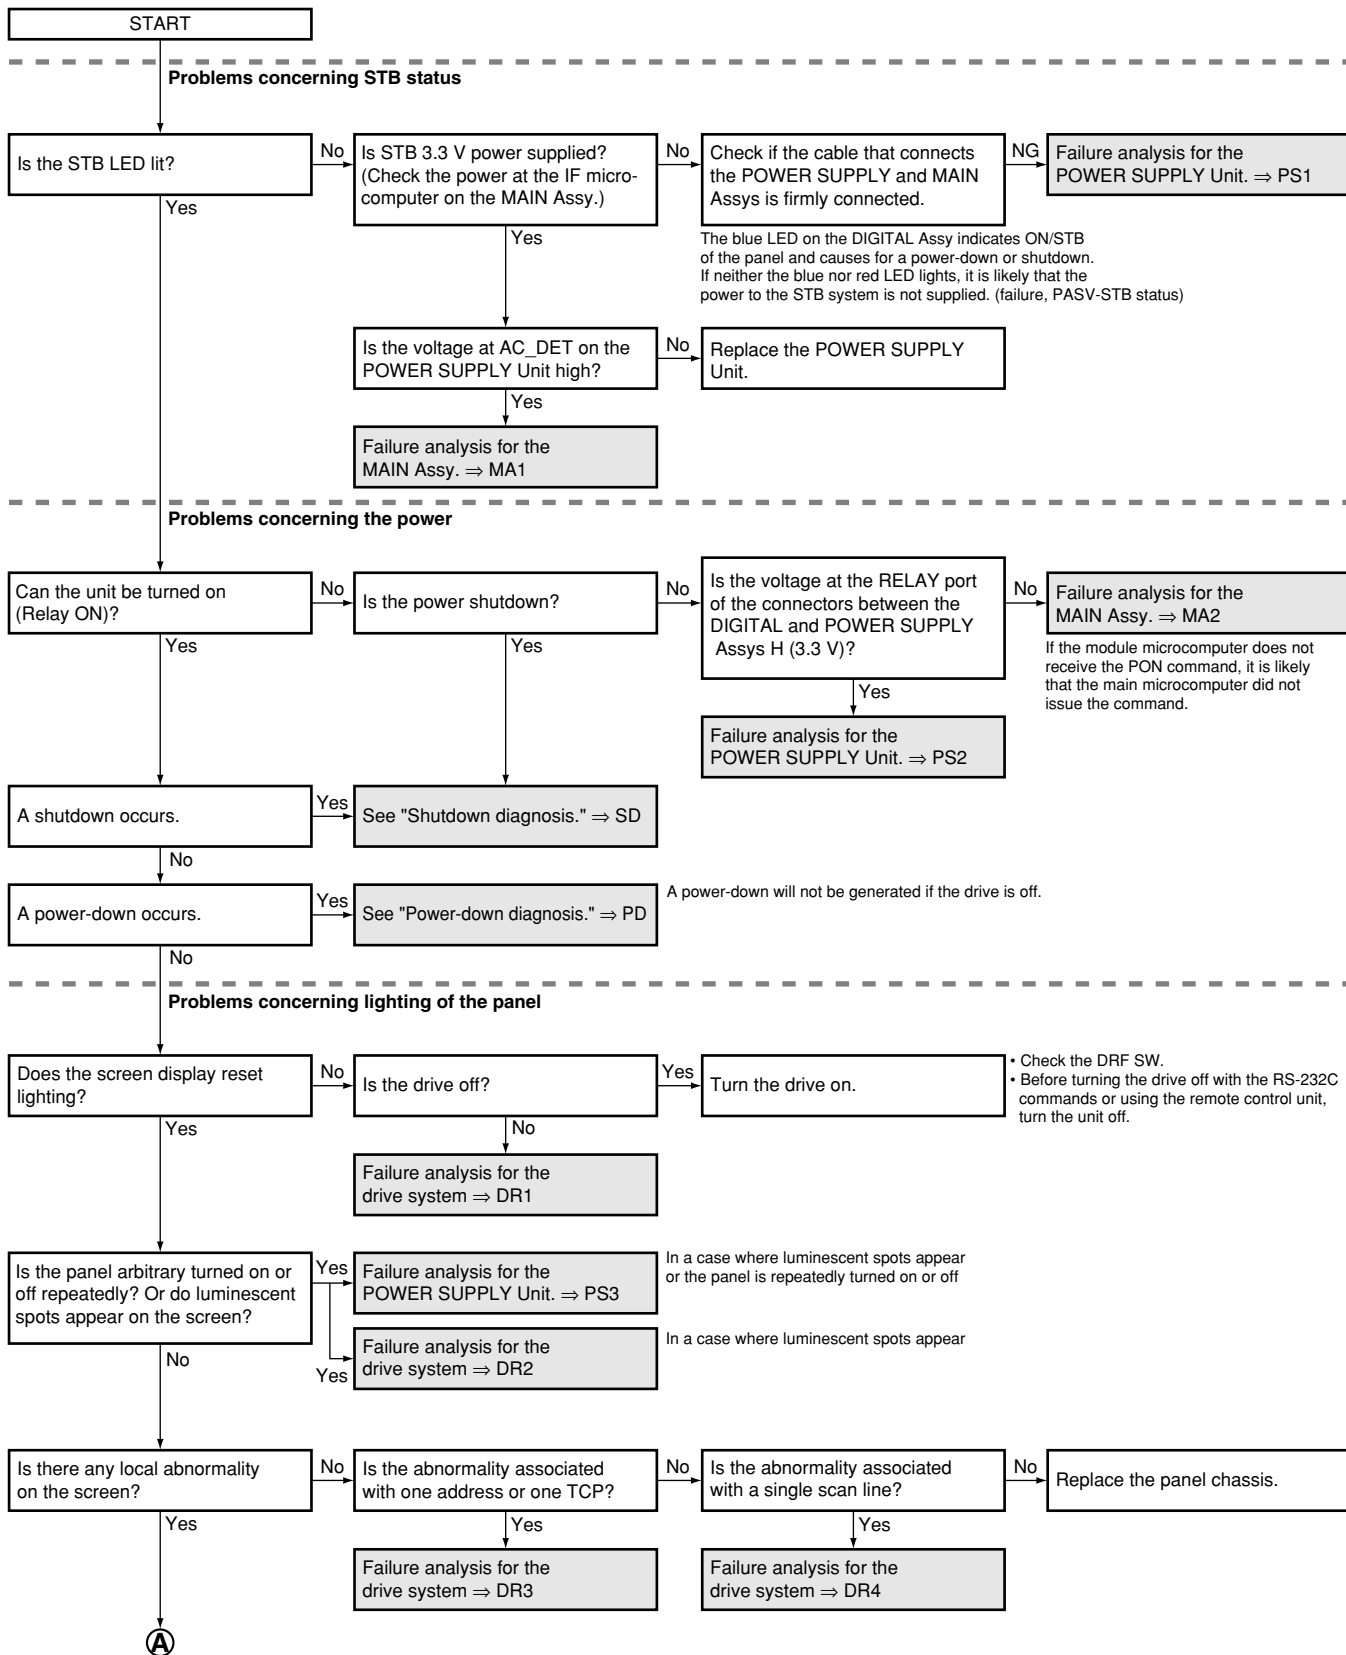 START
Problems concerning STB status
Is the STB LED lit?
No
Yes
Is STB 3.3 V power supplied?
(Check the power at the IF micro-
computer on the MAIN Assy.)
No
Yes
Check if the cable that connects
the POWER SUPPLY and MAIN
Assys is firmly connected.
NG
Failure analysis for the
POWER SUPPLY Unit. ⇒ PS1
The blue LED on the DIGITAL Assy indicates ON/STB
of the panel and causes for a power-down or shutdown.
If neither the blue nor red LED lights, it is likely that the
power to the STB system is not supplied. (failure, PASV-STB status)
Is the voltage at AC_DET on the
POWER SUPPLY Unit high?
No
Yes
Replace the POWER SUPPLY
Unit.
Failure analysis for the
MAIN Assy. ⇒ MA1
Problems concerning the power
Can the unit be turned on
(Relay ON)?
No
Yes
Is the power shutdown?
No
Yes
Is the voltage at the RELAY port
of the connectors between the
DIGITAL and POWER SUPPLY
Assys H (3.3 V)?
No
Yes
Failure analysis for the
MAIN Assy. ⇒ MA2
If the module microcomputer does not
receive the PON command, it is likely
that the main microcomputer did not
issue the command.
Failure analysis for the
POWER SUPPLY Unit. ⇒ PS2
A shutdown occurs.
Yes
No
See "Shutdown diagnosis." ⇒ SD
A power-down occurs.
Yes
No
See "Power-down diagnosis." ⇒ PD
A power-down will not be generated if the drive is off.
Problems concerning lighting of the panel
Does the screen display reset
lighting?
No
Yes
Is the drive off?
Yes
No
Turn the drive on.
• Check the DRF SW.
• Before turning the drive off with the RS-232C
commands or using the remote control unit,
turn the unit off.
Failure analysis for the
drive system ⇒ DR1
Is the panel arbitrary turned on or
off repeatedly? Or do luminescent
spots appear on the screen?
Yes
Yes
No
Failure analysis for the
POWER SUPPLY Unit. ⇒ PS3
In a case where luminescent spots appear
or the panel is repeatedly turned on or off
Failure analysis for the
drive system ⇒ DR2
In a case where luminescent spots appear
Is there any local abnormality
on the screen?
No
Yes
Is the abnormality associated
with one address or one TCP?
No
Yes
Is the abnormality associated
with a single scan line?
No
Yes
Replace the panel chassis.
Failure analysis for the
drive system ⇒ DR3
Failure analysis for the
drive system ⇒ DR4
A